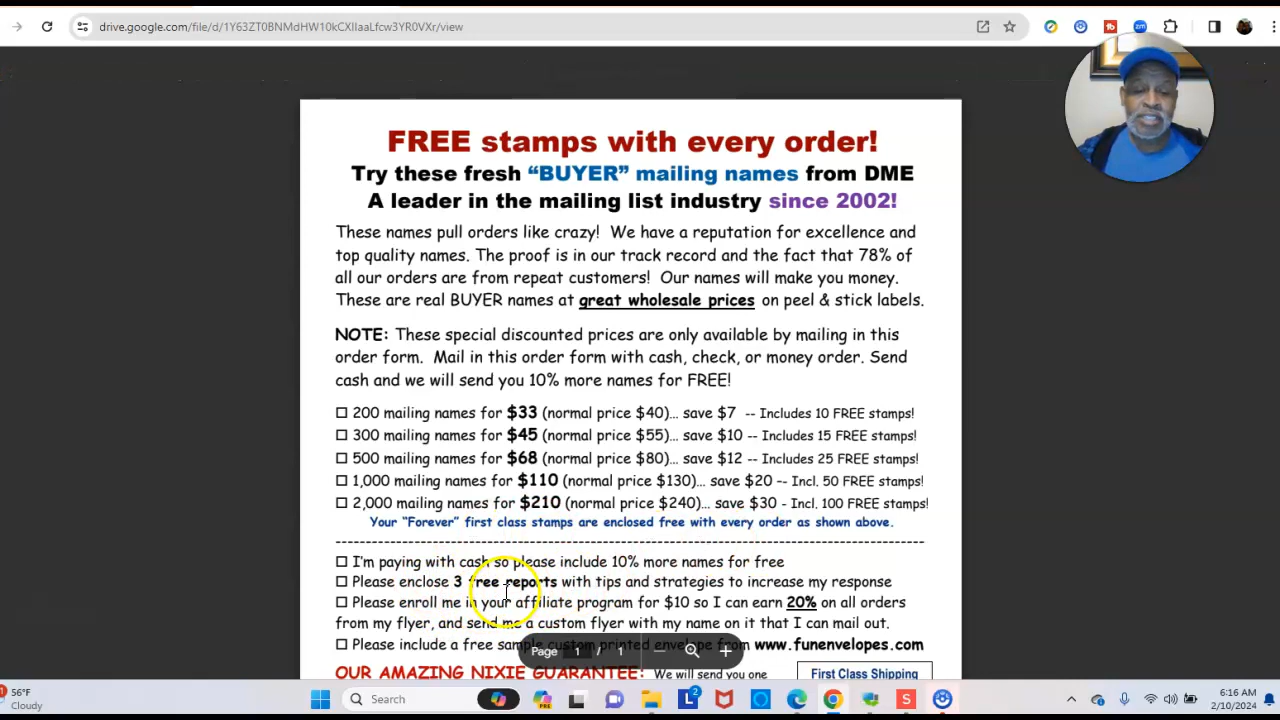 drive.google.com/file/d/1Y63ZT0BNMdHW10kCXIIaaLfcw3YR0VXr/view
FREE stamps with every order!
Try these fresh “BUYER” mailing names from DME
A leader in the mailing list industry since 2002!
These names pull orders like crazy! We have a reputation for excellence and
top quality names. The proof is in our track record and the fact that 78% of
all our orders are from repeat customers! Our names will make you money.
These are real BUYER names at great wholesale prices on peel & stick labels.
NOTE: These special discounted prices are only available by mailing in this
order form. Mail in this order form with cash, check, or money order. Send
cash and we will send you 10% more names for FREE!
☐ 200 mailing names for $33 (normal price $40)... save $7 -- Includes 10 FREE stamps!
☐ 300 mailing names for $45 (normal price $55)... save $10 -- Includes 15 FREE stamps!
☐ 500 mailing names for $68 (normal price $80)... save $12 -- Includes 25 FREE stamps!
☐ 1,000 mailing names for $110 (normal price $130)... save $20 -- Incl. 50 FREE stamps!
☐ 2,000 mailing names for $210 (normal price $240)... save $30 - Incl. 100 FREE stamps!
Your “Forever” first class stamps are enclosed free with every order as shown above.
☐ I'm paying with cash so please include 10% more names for free
☐ Please enclose 3 free reports with tips and strategies to increase my response
☐ Please enroll me in your affiliate program for $10 so I can earn 20% on all orders
from my flyer, and send me a custom flyer with my name on it that I can mail out.
☐ Please include a free sample custom printed envelope from www.funenvelopes.com
Page 1 / 1
OUR AMAZING NIXIE GUARANTEE: We will send you one
First Class Shipping
56°F
Cloudy
Search
6:16 AM
2/10/2024